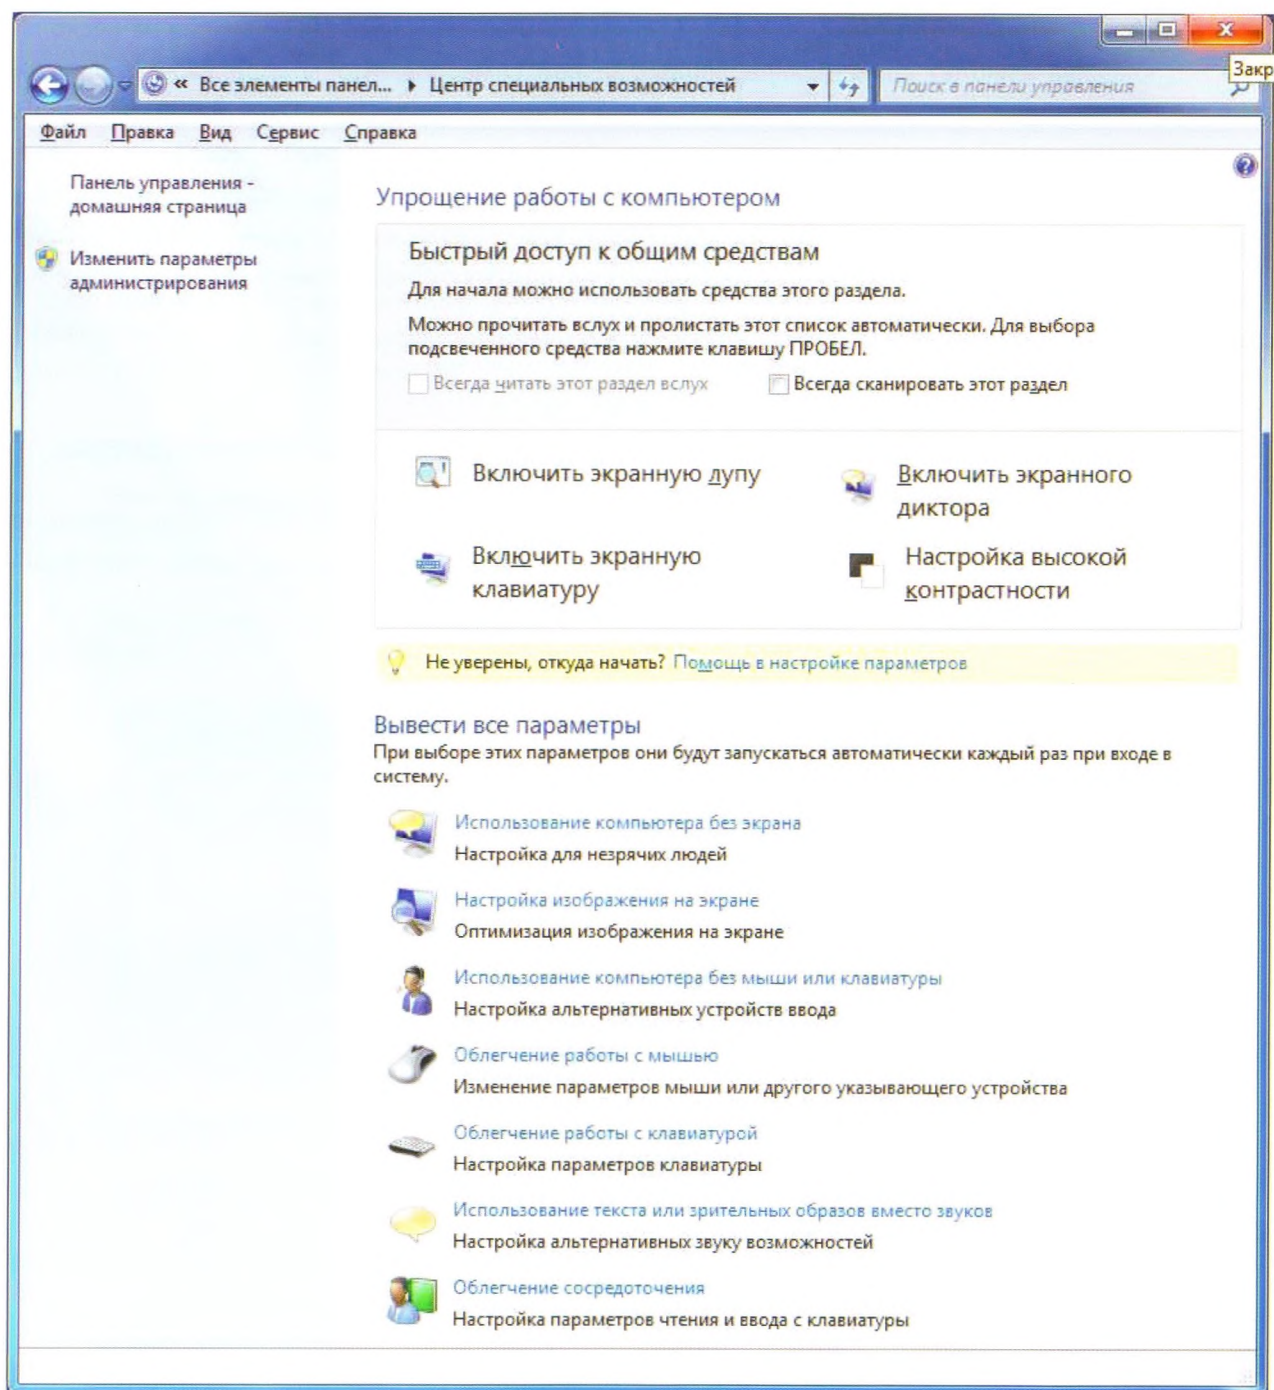 Закр
« Все элементы панел... ▸ Центр специальных возможностей
Поиск в панели управления
Файл Правка Вид Сервис Справка
Панель управления -
домашняя страница
Изменить параметры
администрирования
Упрощение работы с компьютером
Быстрый доступ к общим средствам
Для начала можно использовать средства этого раздела.
Можно прочитать вслух и пролистать этот список автоматически. Для выбора
подсвеченного средства нажмите клавишу ПРОБЕЛ.
Всегда читать этот раздел вслух Всегда сканировать этот раздел
Включить экранную лупу
Включить экранного
диктора
Включить экранную
клавиатуру
Настройка высокой
контрастности
Не уверены, откуда начать? Помощь в настройке параметров
Вывести все параметры
При выборе этих параметров они будут запускаться автоматически каждый раз при входе в
систему.
Использование компьютера без экрана
Настройка для незрячих людей
Настройка изображения на экране
Оптимизация изображения на экране
Использование компьютера без мыши или клавиатуры
Настройка альтернативных устройств ввода
Облегчение работы с мышью
Изменение параметров мыши или другого указывающего устройства
Облегчение работы с клавиатурой
Настройка параметров клавиатуры
Использование текста или зрительных образов вместо звуков
Настройка альтернативных звуку возможностей
Облегчение сосредоточения
Настройка параметров чтения и ввода с клавиатуры